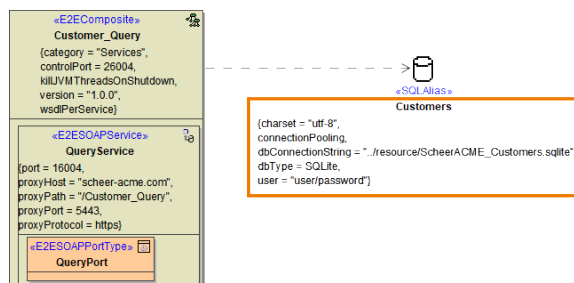 «E2EComposite»
Customer_Query
{category = "Services",
controlPort = 26004,
killJVMThreadsOnShutdown,
version = "1.0.0",
wsdlPerService}
«E2ESOAPService»
QueryService
{port = 16004,
proxyHost = "scheer-acme.com",
proxyPath = "/Customer_Query",
proxyPort = 5443,
proxyProtocol = https}
«E2ESOAPPortType»
QueryPort
«SQLAlias»
Customers
{charset = "utf-8",
connectionPooling,
dbConnectionString = "../resource/ScheerACME_Customers.sqlite"
dbType = SQLite,
user = "user/password"}